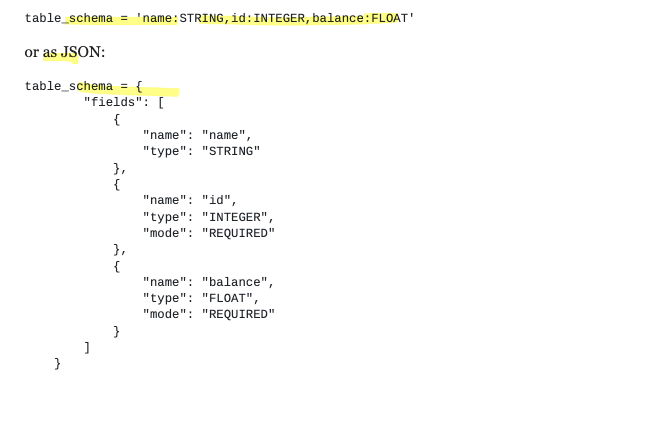 table_schema = 'name:STRING,id:INTEGER,balance:FLOAT'
or as JSON:
table_schema = {
        "fields": [
            {
                "name": "name",
                "type": "STRING"
            },
            {
                "name": "id",
                "type": "INTEGER",
                "mode": "REQUIRED"
            },
            {
                "name": "balance",
                "type": "FLOAT",
                "mode": "REQUIRED"
            }
        ]
    }